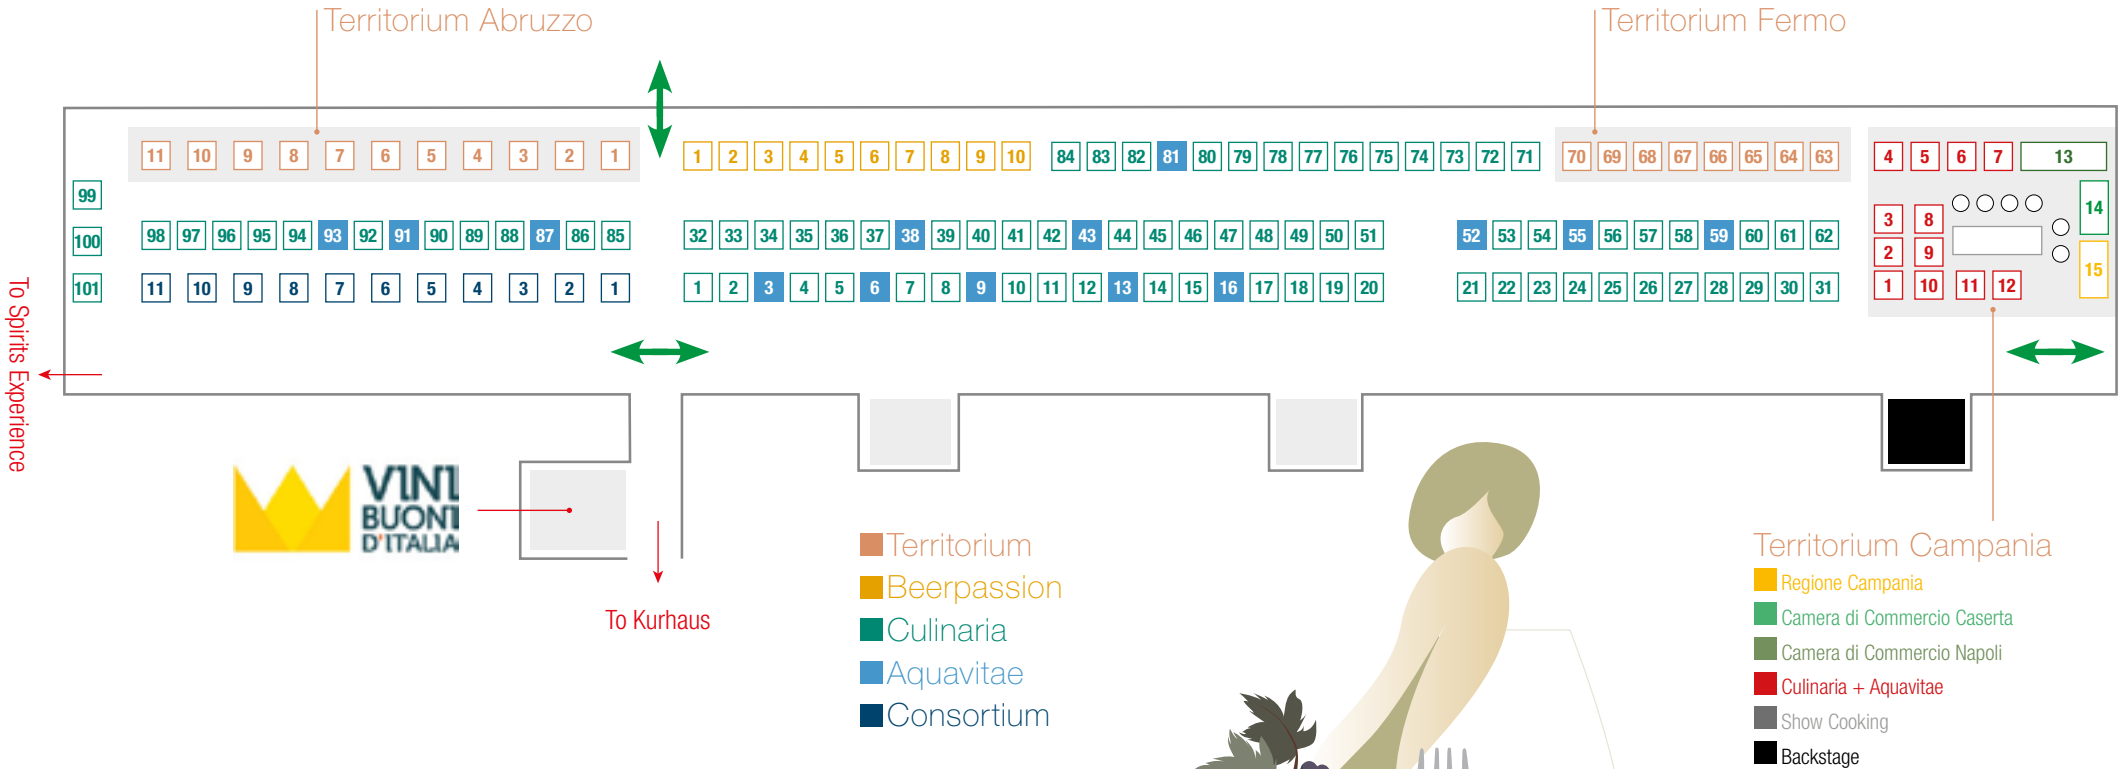 Territorium Abruzzo
Territorium Fermo
11 10 9 8 7 6 5 4 3 2 1
1 2 3 4 5 6 7 8 9 10
84 83 82 81 80 79 78 77 76 75 74 73 72 71
70 69 68 67 66 65 64 63
4 5 6 7 13
99
100
101
98 97 96 95 94 93 92 91 90 89 88 87 86 85
32 33 34 35 36 37 38 39 40 41 42 43 44 45 46 47 48 49 50 51
52 53 54 55 56 57 58 59 60 61 62
3 8
14
2 9
15
11 10 9 8 7 6 5 4 3 2 1
1 2 3 4 5 6 7 8 9 10 11 12 13 14 15 16 17 18 19 20
21 22 23 24 25 26 27 28 29 30 31
1 10 11 12
To Spirits Experience
VINI
BUONI
D'ITALIA
To Kurhaus
Territorium
Beerpassion
Culinaria
Aquavitae
Consortium
Territorium Campania
Regione Campania
Camera di Commercio Caserta
Camera di Commercio Napoli
Culinaria + Aquavitae
Show Cooking
Backstage